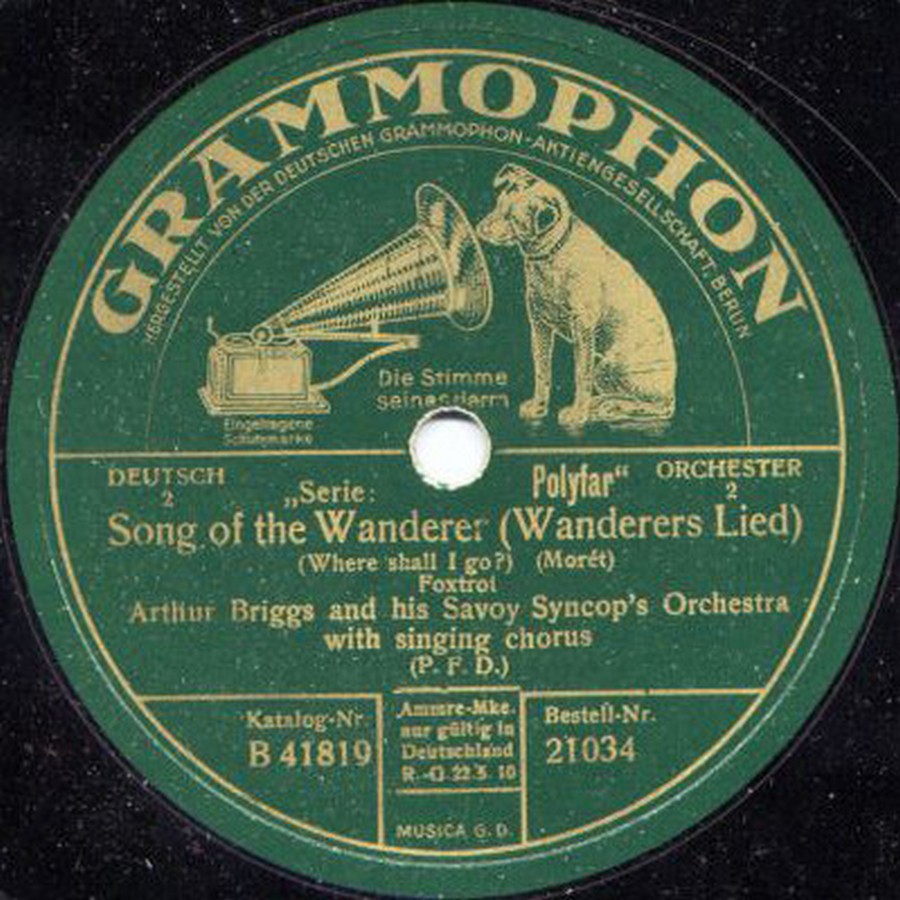 GRAMMOPHON
HERGESTELLT VON DER DEUTSCHEN GRAMMOPHON-AKTIENGESELLSCHAFT. BERLIN
Die Stimme
seines
Eingetragene
Schutzmarke
DEUTSCH
2
„Serie: Polyfar“
ORCHESTER
2
Song of the Wanderer (Wanderers Lied)
(Where shall I go?) (Morét)
Foxtrot
Arthur Briggs and his Savoy Syncop's Orchestra
with singing chorus
(P. F. D.)
Katalog-Nr.
B 41819
Ammre-Mke.
nur gültig in
Deutschland
R.-G. 22.5. 10
MUSICA G. D.
Bestell-Nr.
21034